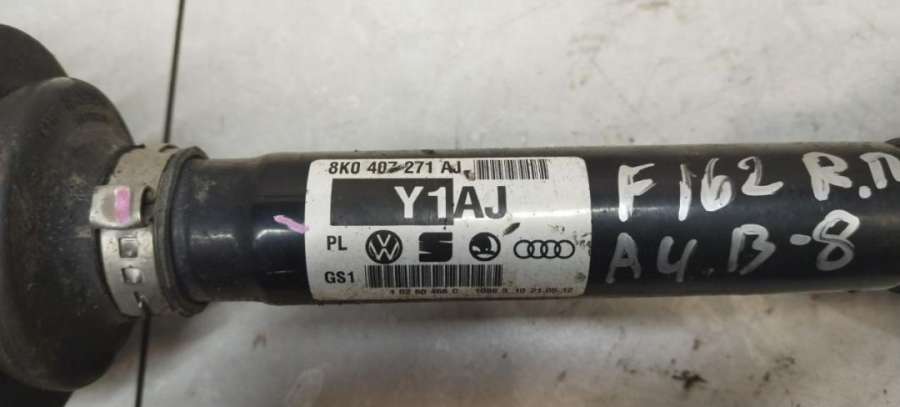 8K0 407 271 AJ
Y1AJ
PL
GS1
F162 R.П
A4 B-8